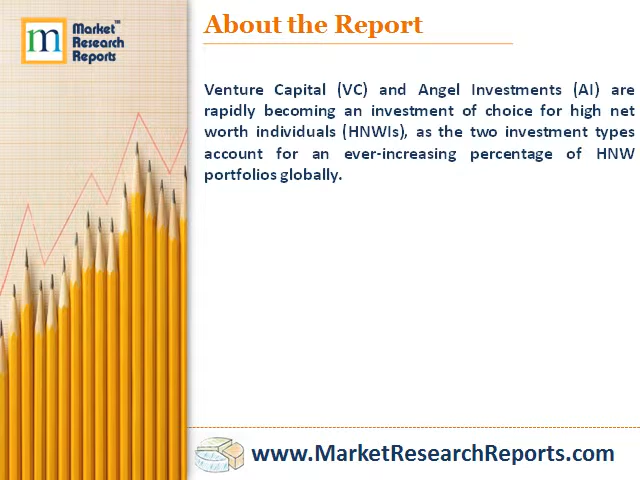 m
Market™
Research
Reports
About the Report
Venture Capital (VC) and Angel Investments (AI) are
rapidly becoming an investment of choice for high net
worth individuals (HNWIs), as the two investment types
account for an ever-increasing percentage of HNW
portfolios globally.
www.MarketResearchReports.com